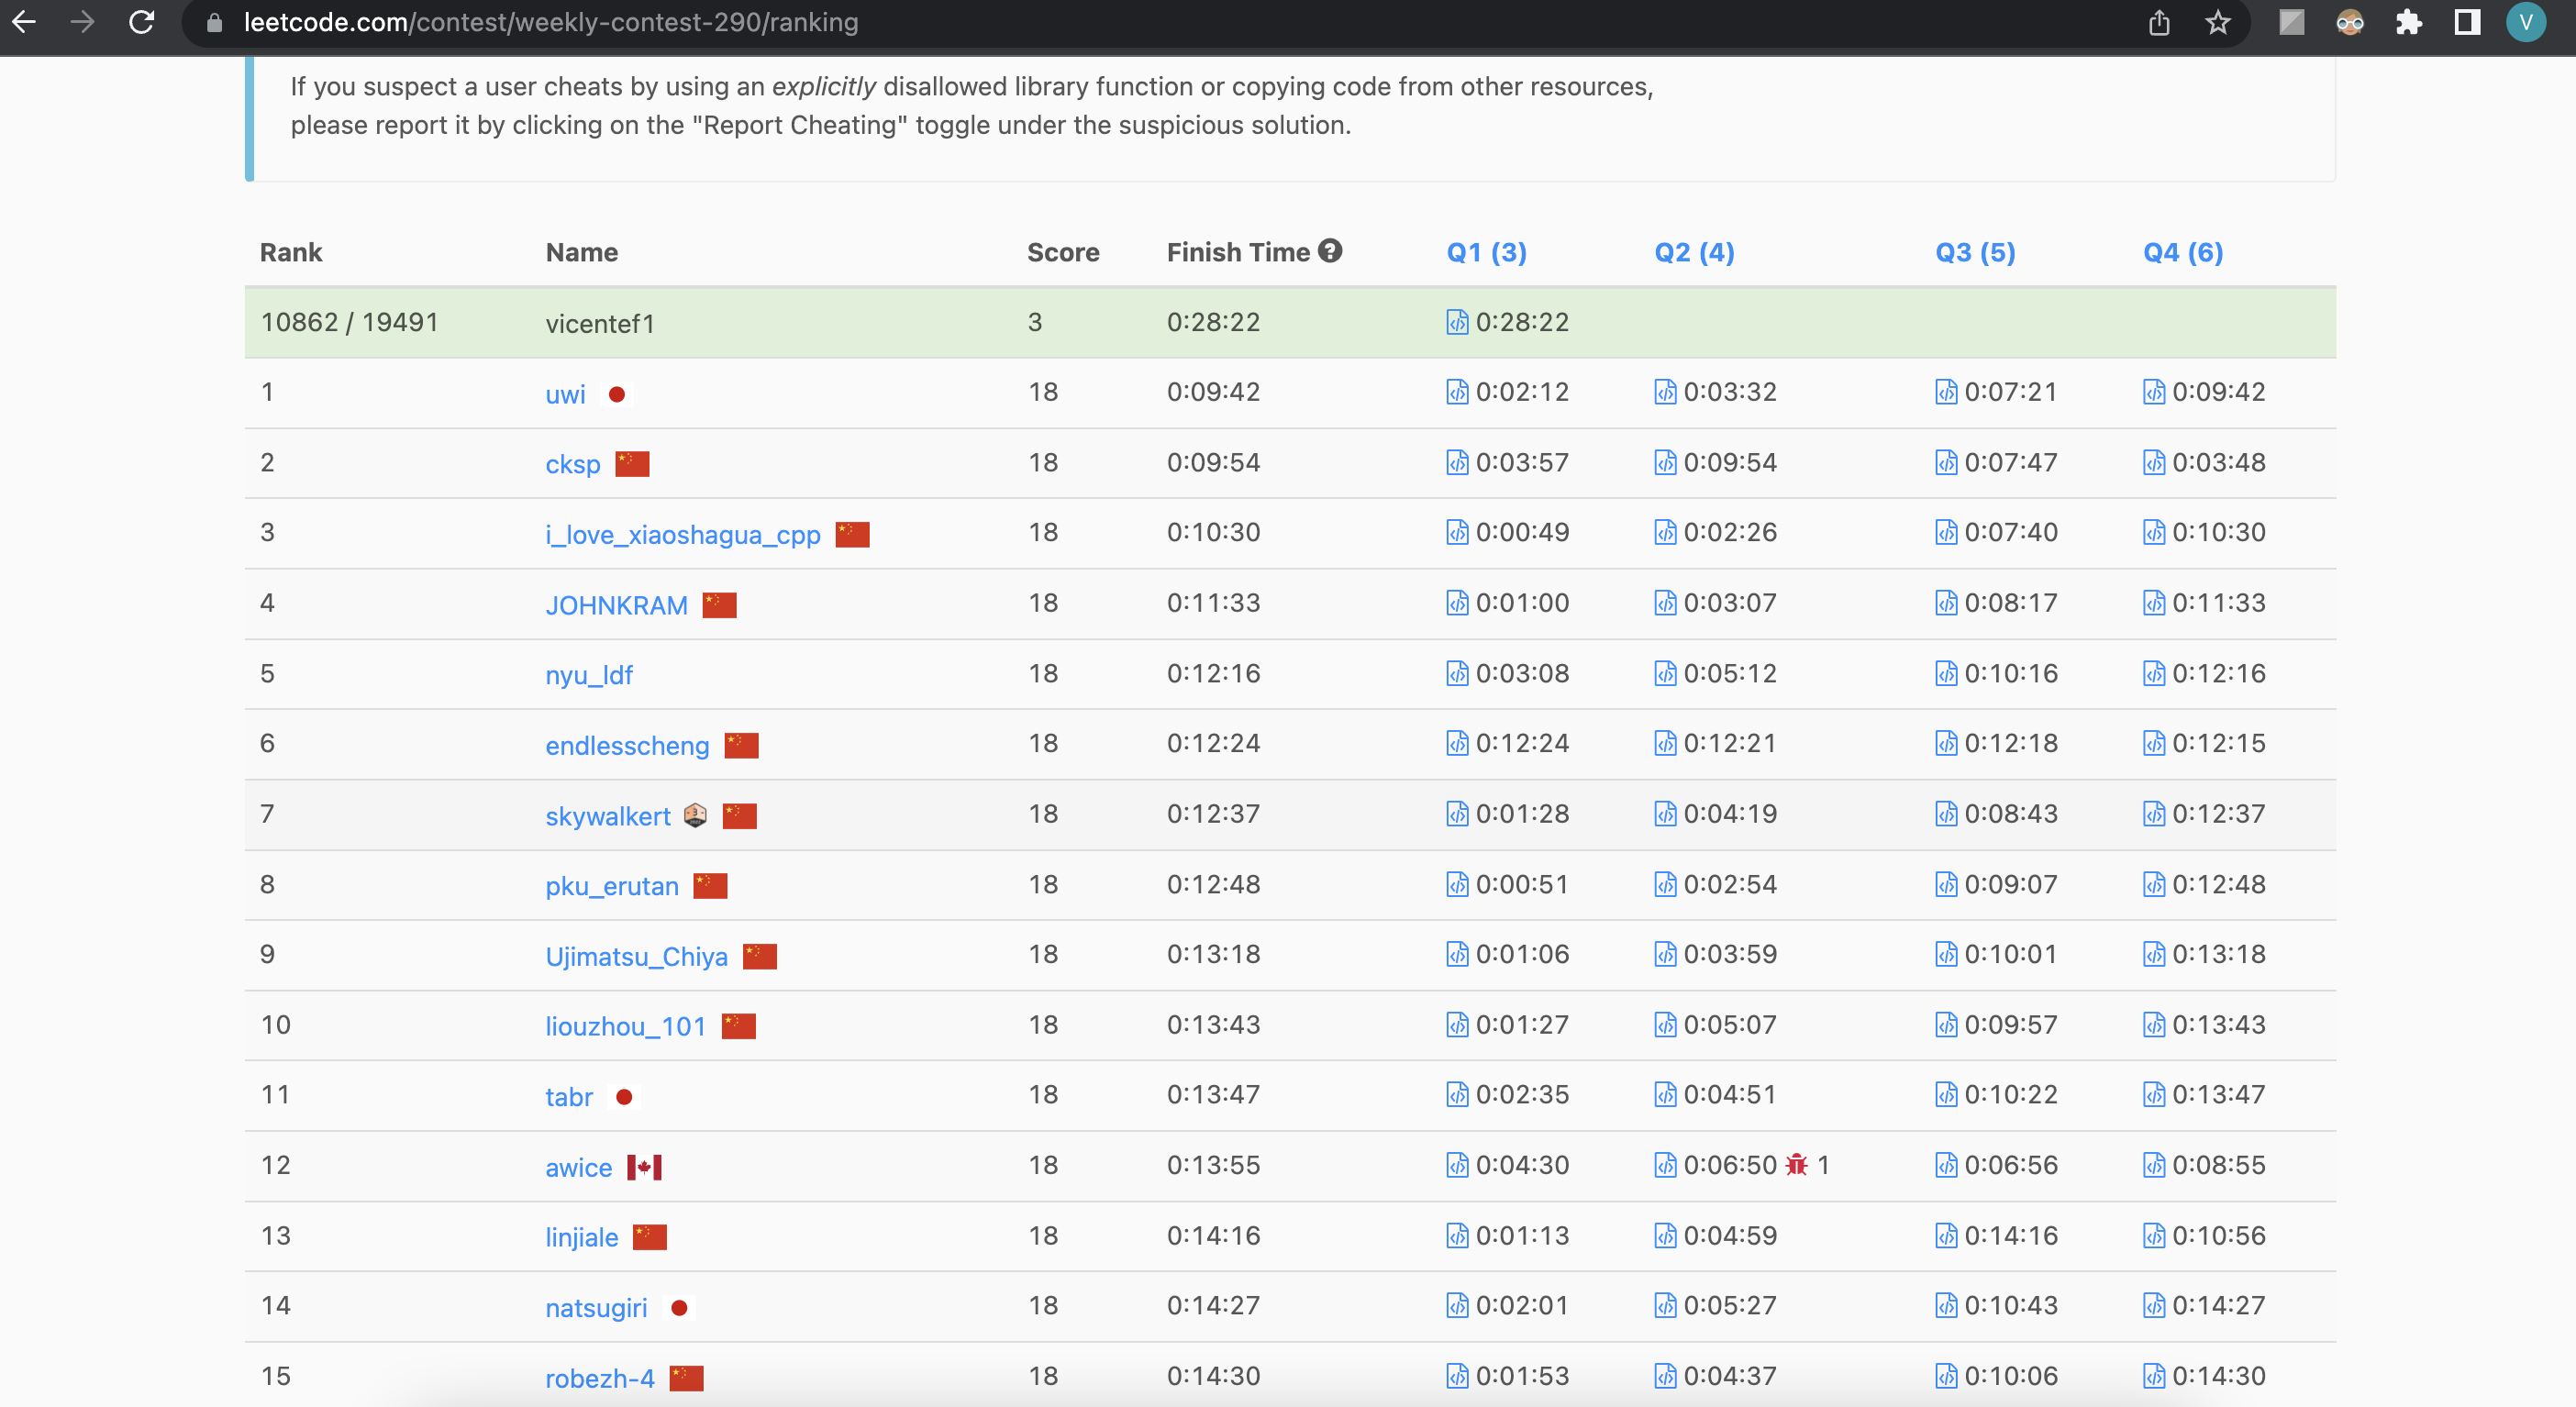 leetcode.com/contest/weekly-contest-290/ranking V
If you suspect a user cheats by using an explicitly disallowed library function or copying code from other resources,
please report it by clicking on the "Report Cheating" toggle under the suspicious solution.
Rank Name Score Finish Time ? Q1 (3) Q2 (4) Q3 (5) Q4 (6)
10862 / 19491 vicentef1 3 0:28:22 0:28:22
1 uwi 18 0:09:42 0:02:12 0:03:32 0:07:21 0:09:42
2 cksp 18 0:09:54 0:03:57 0:09:54 0:07:47 0:03:48
3 i_love_xiaoshagua_cpp 18 0:10:30 0:00:49 0:02:26 0:07:40 0:10:30
4 JOHNKRAM 18 0:11:33 0:01:00 0:03:07 0:08:17 0:11:33
5 nyu_ldf 18 0:12:16 0:03:08 0:05:12 0:10:16 0:12:16
6 endlesscheng 18 0:12:24 0:12:24 0:12:21 0:12:18 0:12:15
7 skywalkert 18 0:12:37 0:01:28 0:04:19 0:08:43 0:12:37
8 pku_erutan 18 0:12:48 0:00:51 0:02:54 0:09:07 0:12:48
9 Ujimatsu_Chiya 18 0:13:18 0:01:06 0:03:59 0:10:01 0:13:18
10 liouzhou_101 18 0:13:43 0:01:27 0:05:07 0:09:57 0:13:43
11 tabr 18 0:13:47 0:02:35 0:04:51 0:10:22 0:13:47
12 awice 18 0:13:55 0:04:30 0:06:50 1 0:06:56 0:08:55
13 linjiale 18 0:14:16 0:01:13 0:04:59 0:14:16 0:10:56
14 natsugiri 18 0:14:27 0:02:01 0:05:27 0:10:43 0:14:27
15 robezh-4 18 0:14:30 0:01:53 0:04:37 0:10:06 0:14:30